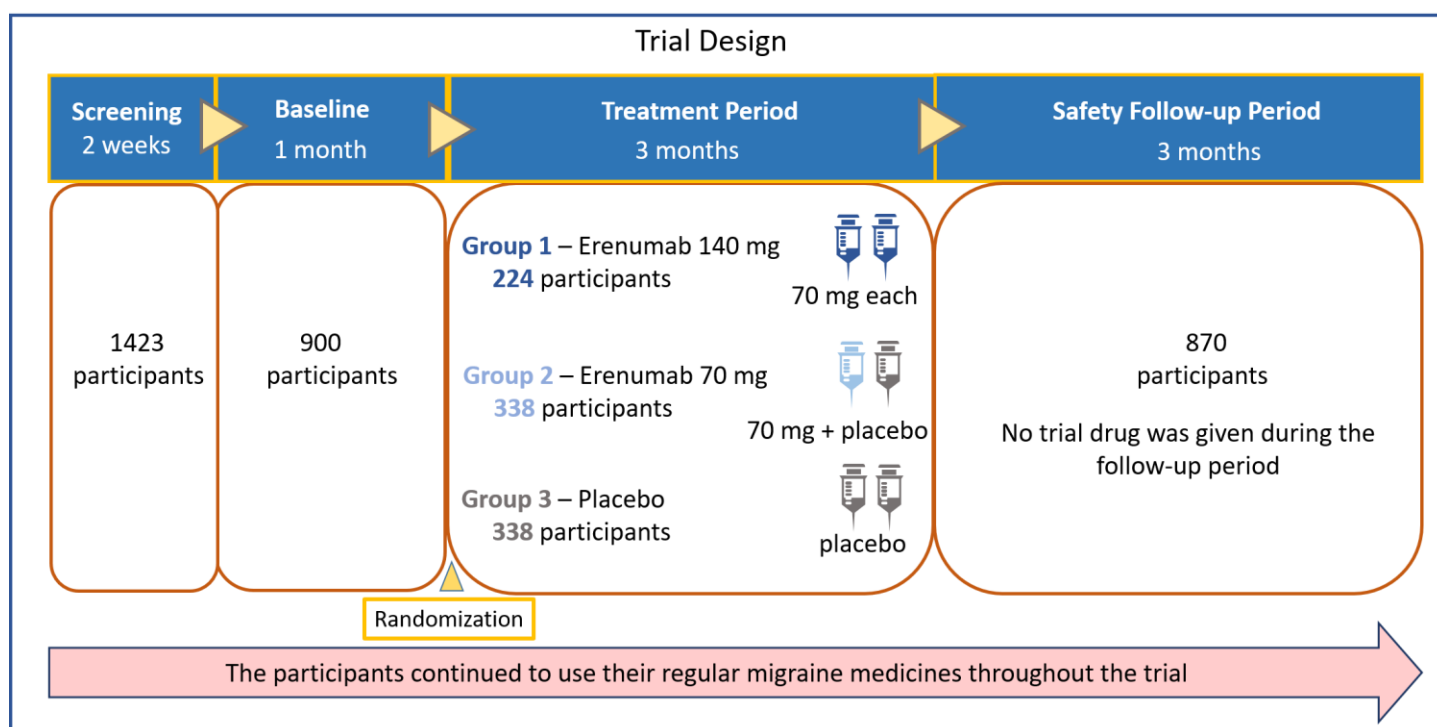 Trial Design
Screening
2 weeks
Baseline
1 month
Treatment Period
3 months
Safety Follow-up Period
3 months
1423
participants
900
participants
Group 1 – Erenumab 140 mg
224 participants
70 mg each
Group 2 – Erenumab 70 mg
338 participants
70 mg + placebo
Group 3 – Placebo
338 participants
placebo
870
participants
No trial drug was given during the
follow-up period
Randomization
The participants continued to use their regular migraine medicines throughout the trial